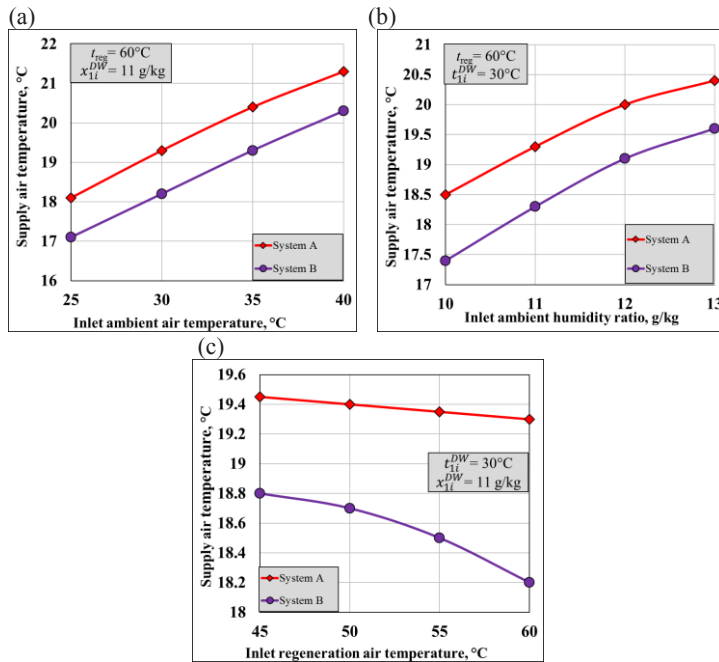 (a)
22
21
20
19
18
17
16
Supply air temperature, °C
t_reg = 60°C
x_1i^DW = 11 g/kg
System A
System B
25 30 35 40
Inlet ambient air temperature, °C
(b)
21
20.5
20
19.5
19
18.5
18
17.5
17
Supply air temperature, °C
t_reg = 60°C
t_1i^DW = 30°C
System A
System B
10 11 12 13
Inlet ambient humidity ratio, g/kg
(c)
19.6
19.4
19.2
19
18.8
18.6
18.4
18.2
18
Supply air temperature, °C
t_1i^DW = 30°C
x_1i^DW = 11 g/kg
System A
System B
45 50 55 60
Inlet regeneration air temperature, °C